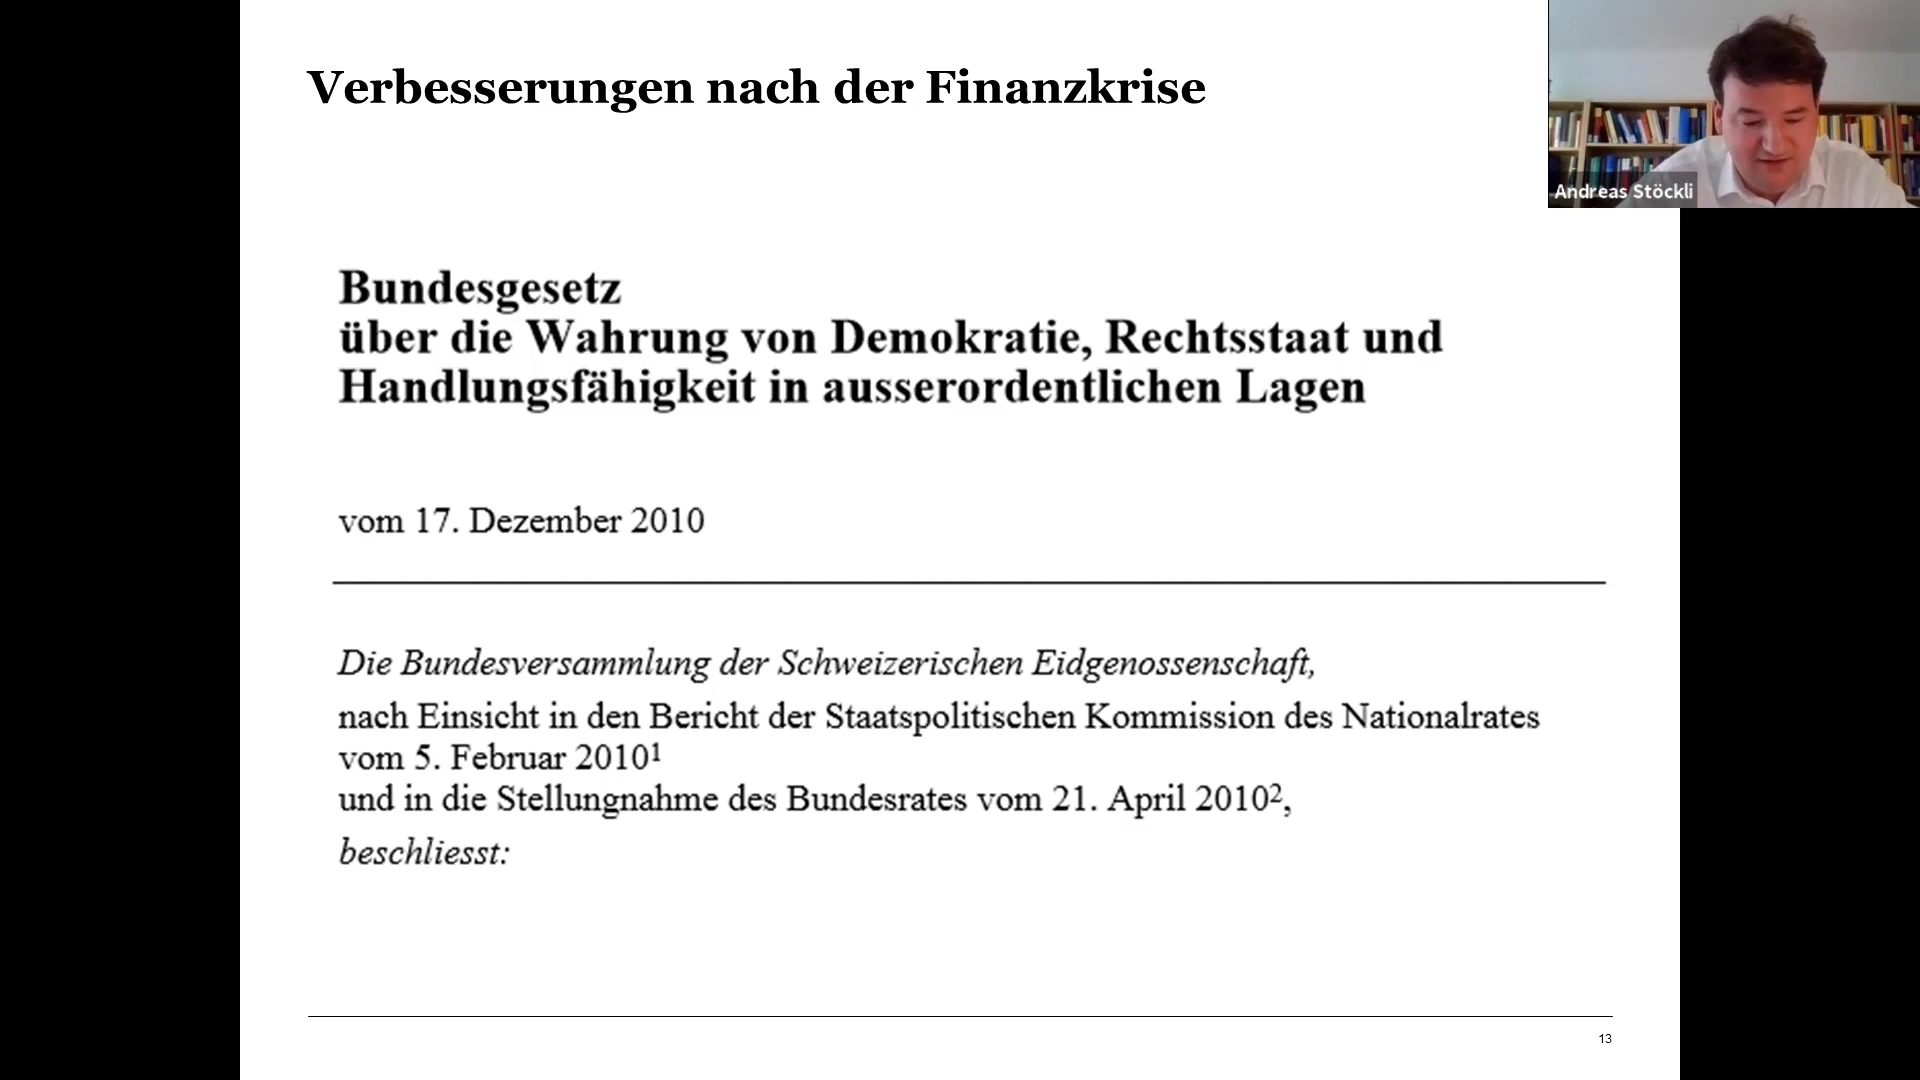 Verbesserungen nach der Finanzkrise
Andreas Stöckli
Bundesgesetz
über die Wahrung von Demokratie, Rechtsstaat und
Handlungsfähigkeit in ausserordentlichen Lagen
vom 17. Dezember 2010
Die Bundesversammlung der Schweizerischen Eidgenossenschaft,
nach Einsicht in den Bericht der Staatspolitischen Kommission des Nationalrates
vom 5. Februar 2010¹
und in die Stellungnahme des Bundesrates vom 21. April 2010²,
beschliesst:
13